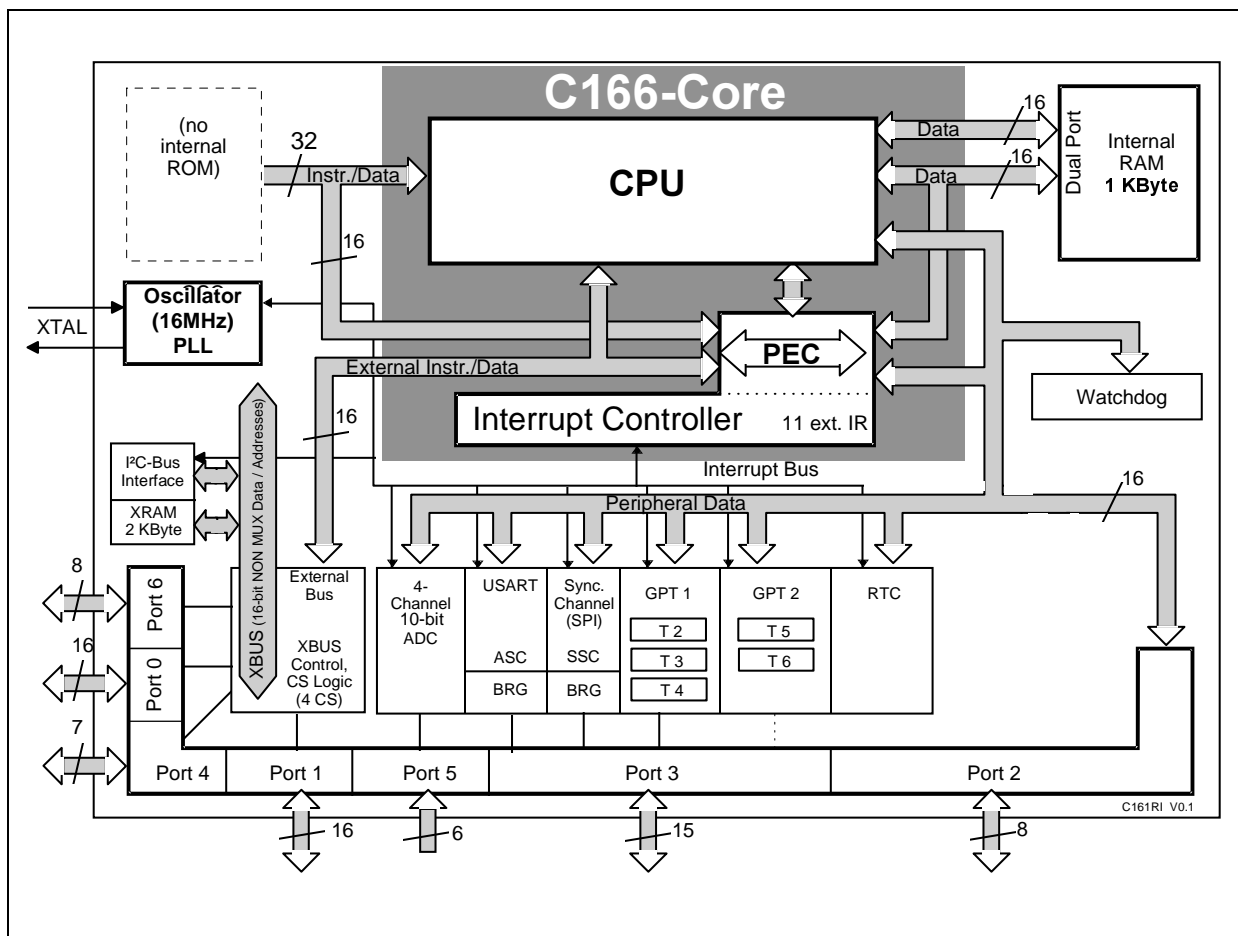 C166-Core
(no
internal
ROM)
32
Instr./Data
16
CPU
Data
16
Data
16
Dual Port
Internal
RAM
1 KByte
Oscillator
(16MHz)
PLL
XTAL
PEC
External Instr./Data
16
Interrupt Controller
11 ext. IR
Watchdog
Interrupt Bus
Peripheral Data
16
I²C-Bus
Interface
XRAM
2 KByte
XBUS (16-bit NON MUX Data / Addresses)
8
16
7
Port 6
Port 0
External
Bus
XBUS
Control,
CS Logic
(4 CS)
4-
Channel
10-bit
ADC
USART
ASC
BRG
Sync.
Channel
(SPI)
SSC
BRG
GPT 1
T 2
T 3
T 4
GPT 2
T 5
T 6
RTC
Port 4
Port 1
Port 5
Port 3
Port 2
C161RI V0.1
16
6
15
8